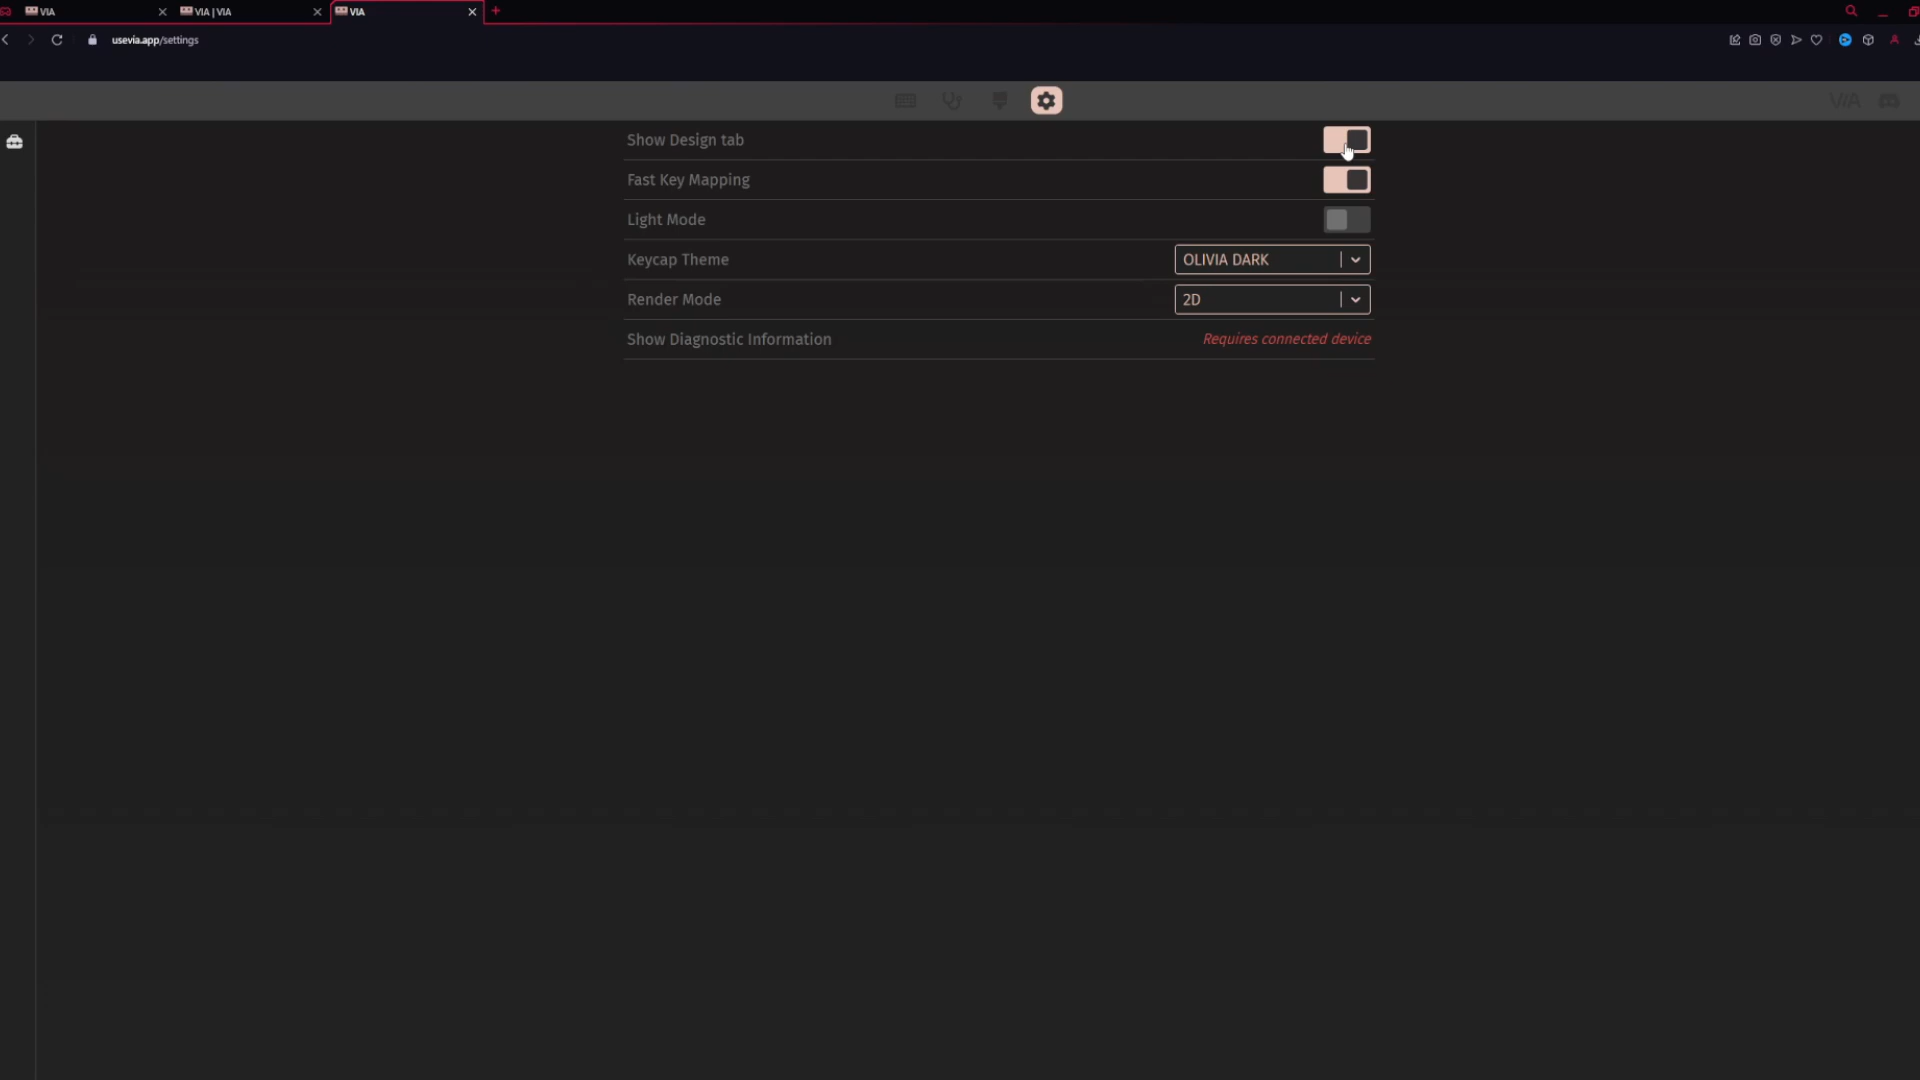 VIA
VIA | VIA
VIA
usevia.app/settings
VIA
Show Design tab
Fast Key Mapping
Light Mode
Keycap Theme
OLIVIA DARK
Render Mode
2D
Show Diagnostic Information
Requires connected device